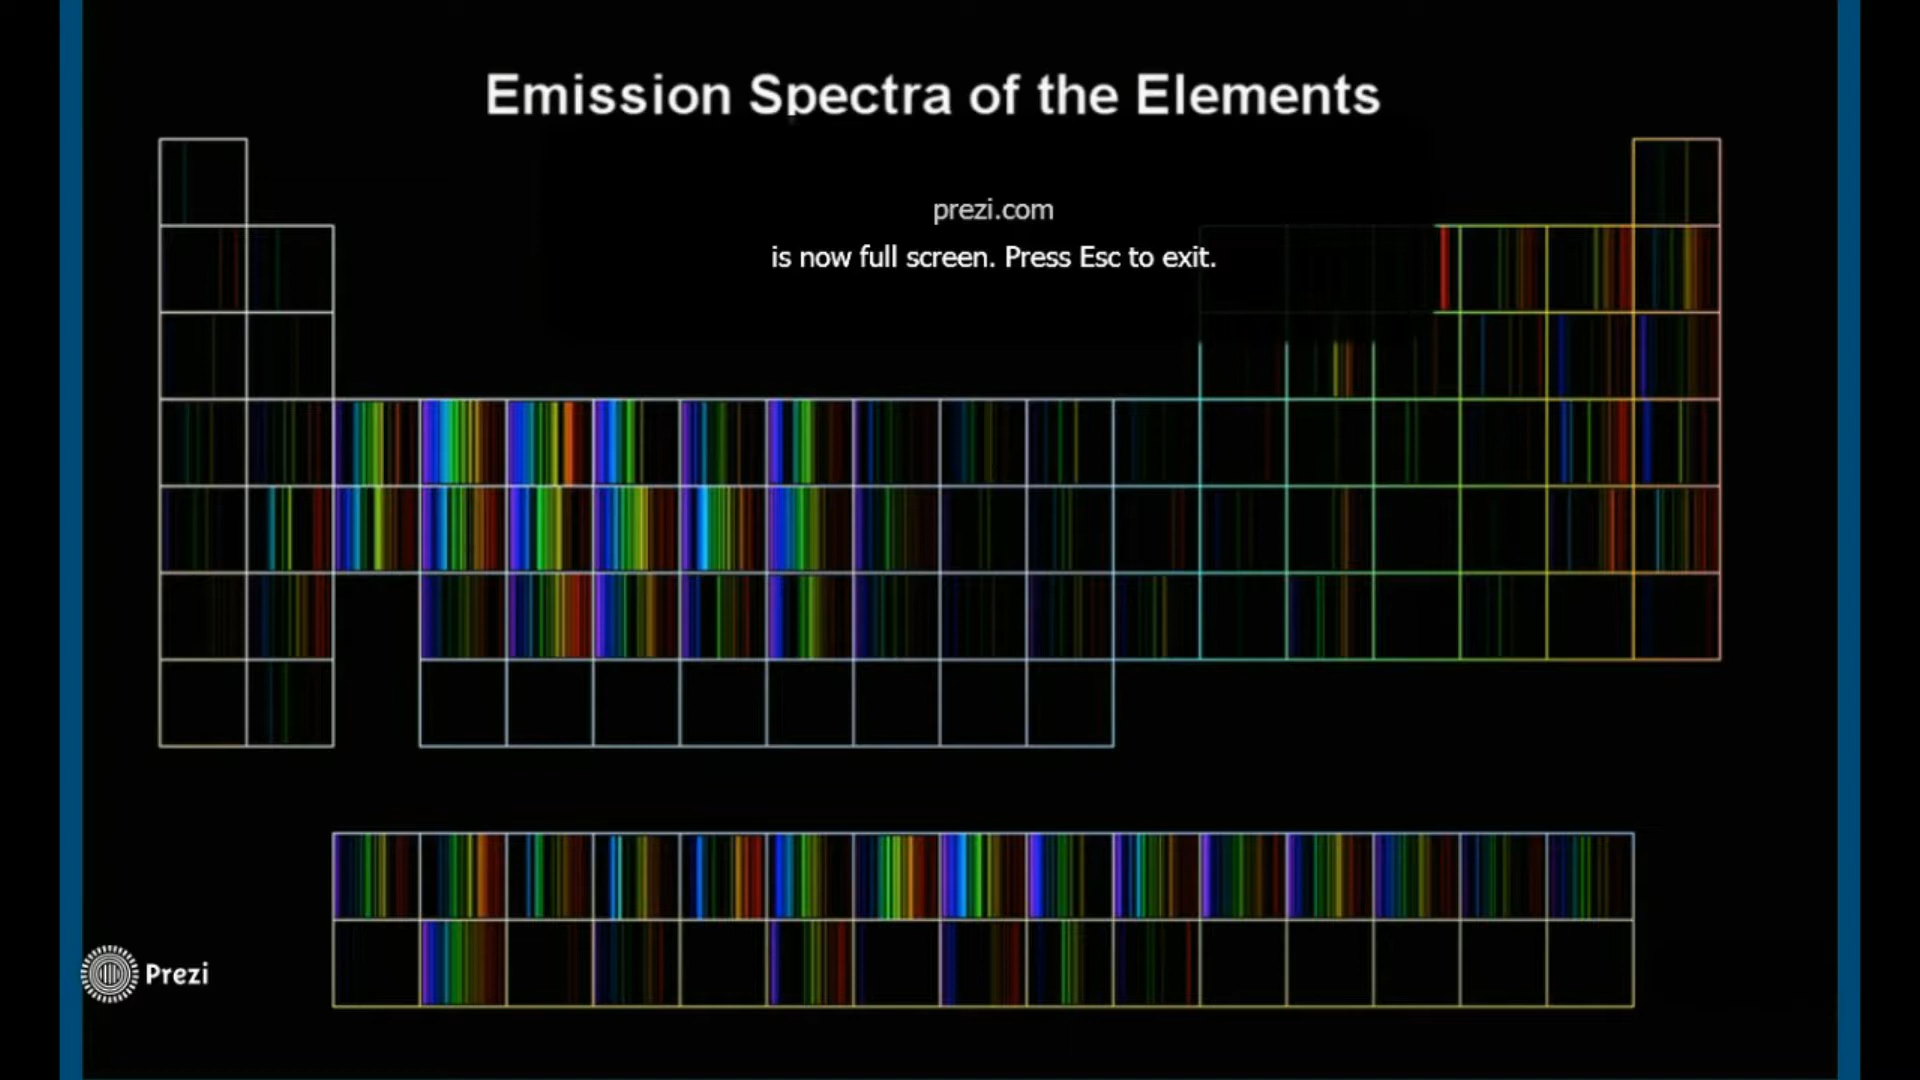 Emission Spectra of the Elements
prezi.com
is now full screen. Press Esc to exit.
Prezi